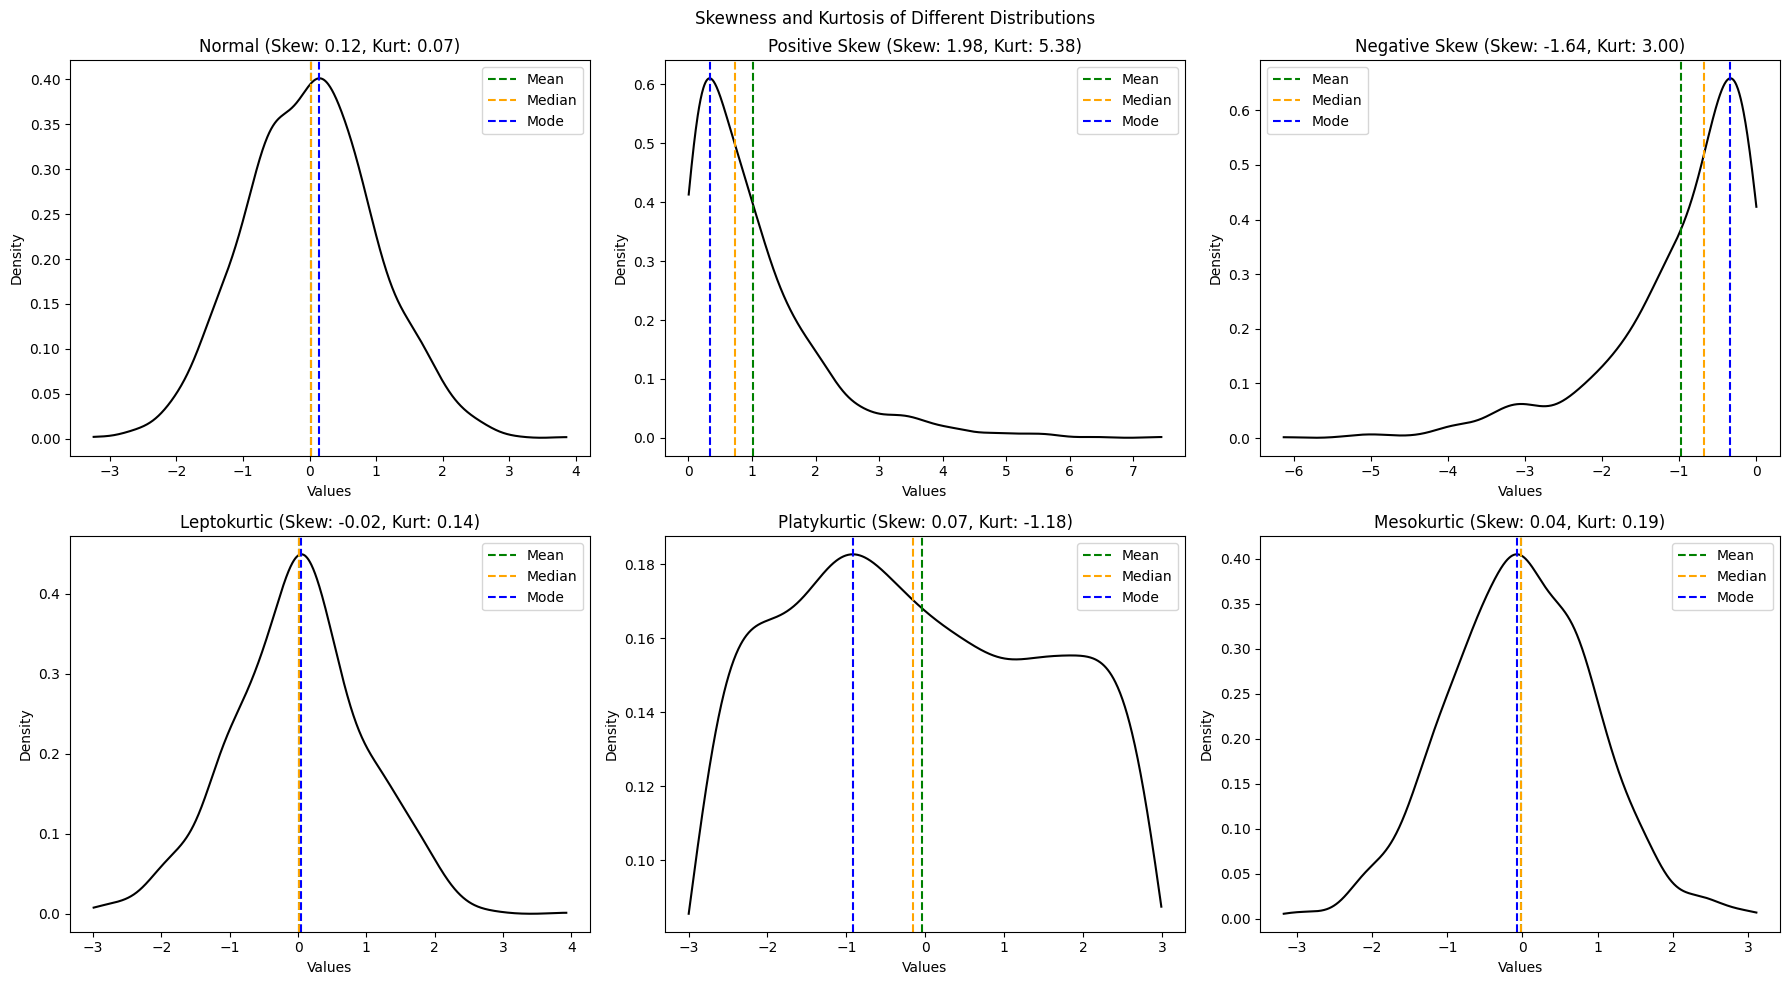 Skewness and Kurtosis of Different Distributions
Normal (Skew: 0.12, Kurt: 0.07)
Density
0.40
0.35
0.30
0.25
0.20
0.15
0.10
0.05
0.00
Mean
Median
Mode
−3 −2 −1 0 1 2 3 4
Values
Positive Skew (Skew: 1.98, Kurt: 5.38)
Density
0.6
0.5
0.4
0.3
0.2
0.1
0.0
Mean
Median
Mode
0 1 2 3 4 5 6 7
Values
Negative Skew (Skew: -1.64, Kurt: 3.00)
Density
0.6
0.5
0.4
0.3
0.2
0.1
0.0
Mean
Median
Mode
−6 −5 −4 −3 −2 −1 0
Values
Leptokurtic (Skew: -0.02, Kurt: 0.14)
Density
0.4
0.3
0.2
0.1
0.0
Mean
Median
Mode
−3 −2 −1 0 1 2 3 4
Values
Platykurtic (Skew: 0.07, Kurt: -1.18)
Density
0.18
0.16
0.14
0.12
0.10
Mean
Median
Mode
−3 −2 −1 0 1 2 3
Values
Mesokurtic (Skew: 0.04, Kurt: 0.19)
Density
0.40
0.35
0.30
0.25
0.20
0.15
0.10
0.05
0.00
Mean
Median
Mode
−3 −2 −1 0 1 2 3
Values